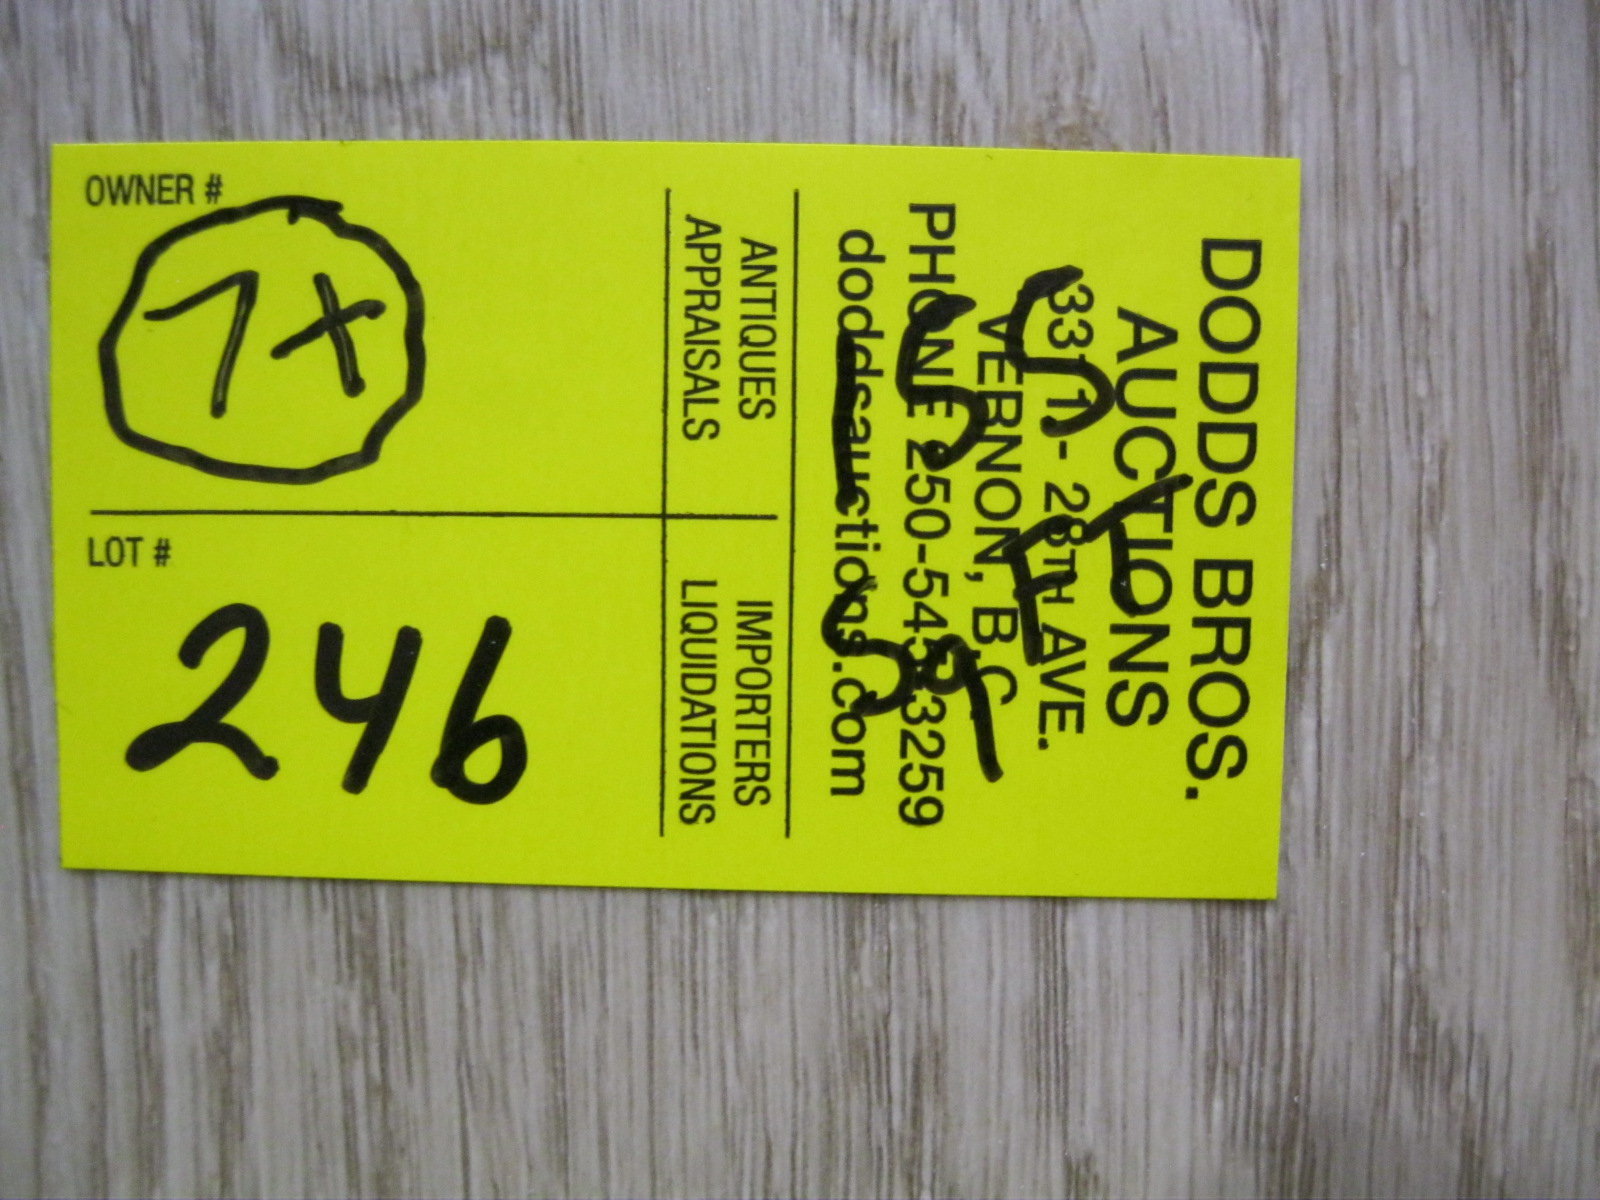 OWNER #
7x
LOT #
246
ANTIQUES
APPRAISALS
IMPORTERS
LIQUIDATIONS
DODDS BROS.
AUCTIONS
3311 - 28TH AVE.
VERNON, B.C.
PHONE 250-545-3259
doddsauctions.com